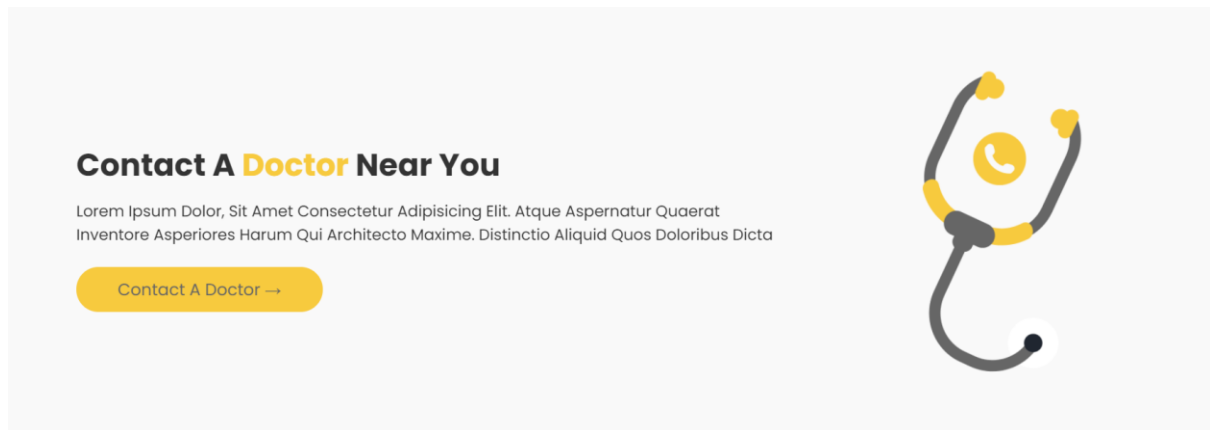 Contact A Doctor Near You
Lorem Ipsum Dolor, Sit Amet Consectetur Adipisicing Elit. Atque Aspernatur Quaerat
Inventore Asperiores Harum Qui Architecto Maxime. Distinctio Aliquid Quos Doloribus Dicta
Contact A Doctor →